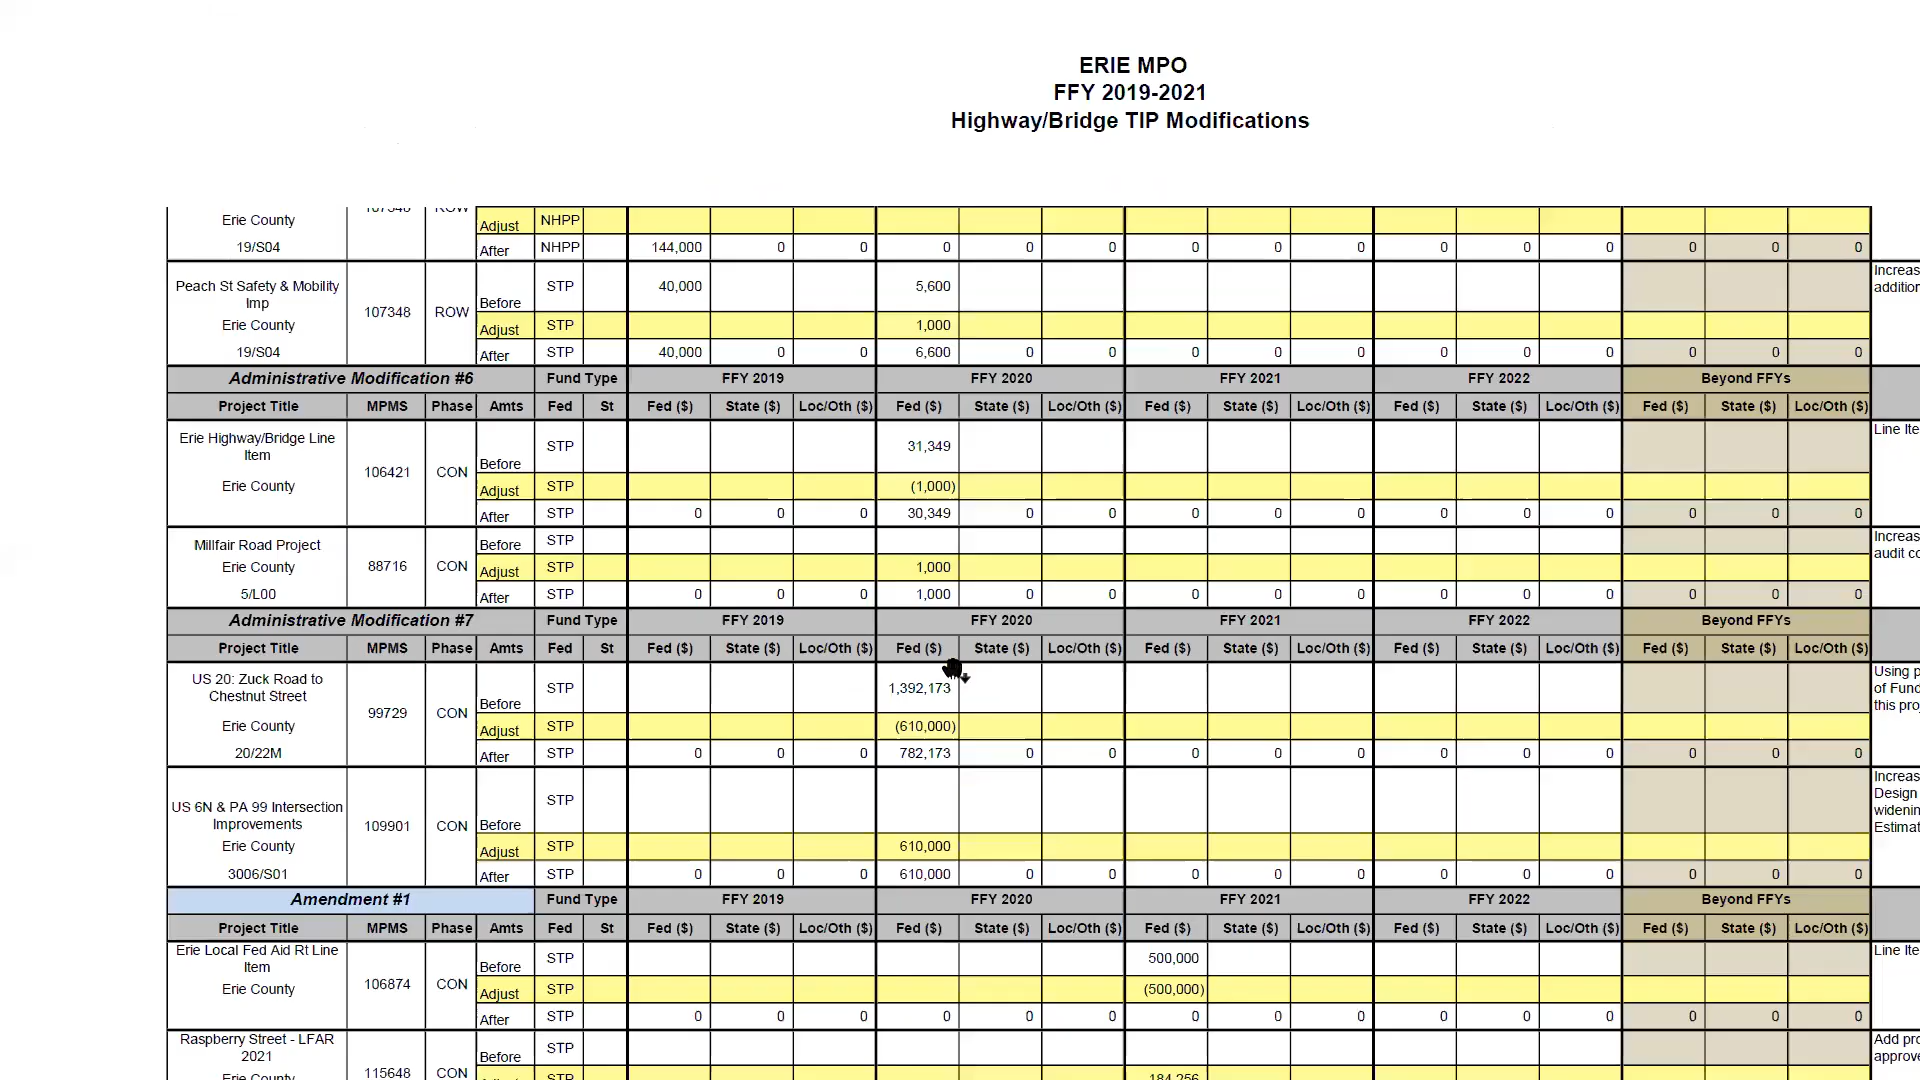 ERIE MPO
FFY 2019-2021
Highway/Bridge TIP Modifications
Erie County Adjust NHPP
19/S04 After NHPP 144,000 0 0 0 0 0 0 0 0 0 0 0 0 0 0
Peach St Safety & Mobility Imp 107348 ROW Before STP 40,000 5,600 Increas
addition
Erie County Adjust STP 1,000
19/S04 After STP 40,000 0 0 6,600 0 0 0 0 0 0 0 0 0 0 0
Administrative Modification #6 Fund Type FFY 2019 FFY 2020 FFY 2021 FFY 2022 Beyond FFYs
Project Title MPMS Phase Amts Fed St Fed ($) State ($) Loc/Oth ($) Fed ($) State ($) Loc/Oth ($) Fed ($) State ($) Loc/Oth ($) Fed ($) State ($) Loc/Oth ($) Fed ($) State ($) Loc/Oth ($)
Erie Highway/Bridge Line Item 106421 CON Before STP 31,349 Line Ite
Erie County Adjust STP (1,000)
After STP 0 0 0 30,349 0 0 0 0 0 0 0 0 0 0 0
Millfair Road Project 88716 CON Before STP Increas
audit co
Erie County Adjust STP 1,000
5/L00 After STP 0 0 0 1,000 0 0 0 0 0 0 0 0 0 0 0
Administrative Modification #7 Fund Type FFY 2019 FFY 2020 FFY 2021 FFY 2022 Beyond FFYs
Project Title MPMS Phase Amts Fed St Fed ($) State ($) Loc/Oth ($) Fed ($) State ($) Loc/Oth ($) Fed ($) State ($) Loc/Oth ($) Fed ($) State ($) Loc/Oth ($) Fed ($) State ($) Loc/Oth ($)
US 20: Zuck Road to Chestnut Street 99729 CON Before STP 1,392,173 Using p
of Fund
this proj
Erie County Adjust STP (610,000)
20/22M After STP 0 0 0 782,173 0 0 0 0 0 0 0 0 0 0 0
US 6N & PA 99 Intersection Improvements 109901 CON Before STP Increas
Design
widenin
Estimat
Erie County Adjust STP 610,000
3006/S01 After STP 0 0 0 610,000 0 0 0 0 0 0 0 0 0 0 0
Amendment #1 Fund Type FFY 2019 FFY 2020 FFY 2021 FFY 2022 Beyond FFYs
Project Title MPMS Phase Amts Fed St Fed ($) State ($) Loc/Oth ($) Fed ($) State ($) Loc/Oth ($) Fed ($) State ($) Loc/Oth ($) Fed ($) State ($) Loc/Oth ($) Fed ($) State ($) Loc/Oth ($)
Erie Local Fed Aid Rt Line Item 106874 CON Before STP 500,000 Line Ite
Erie County Adjust STP (500,000)
After STP 0 0 0 0 0 0 0 0 0 0 0 0 0 0 0
Raspberry Street - LFAR 2021 115648 CON Before STP Add pro
approve
Erie County STP 184,256